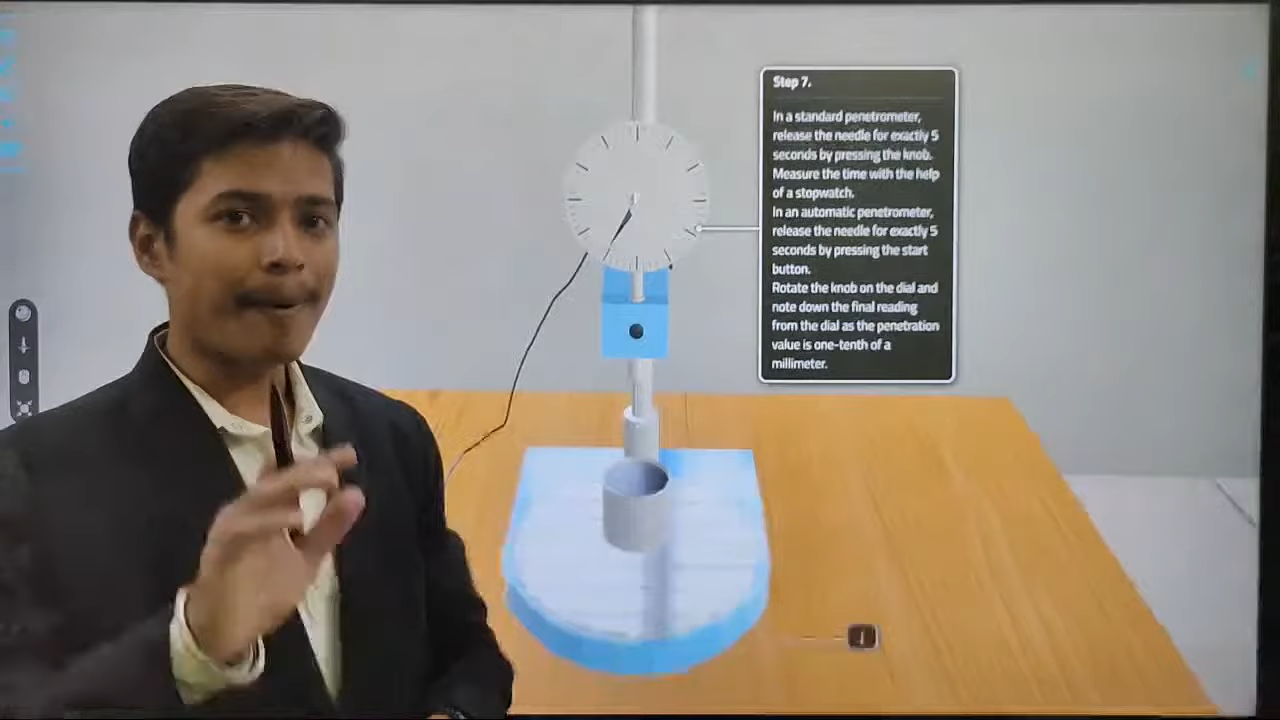 Step 7.
In a standard penetrometer,
release the needle for exactly 5
seconds by pressing the knob.
Measure the time with the help
of a stopwatch.
In an automatic penetrometer,
release the needle for exactly 5
seconds by pressing the start
button.
Rotate the knob on the dial and
note down the final reading
from the dial as the penetration
value is one-tenth of a
millimeter.